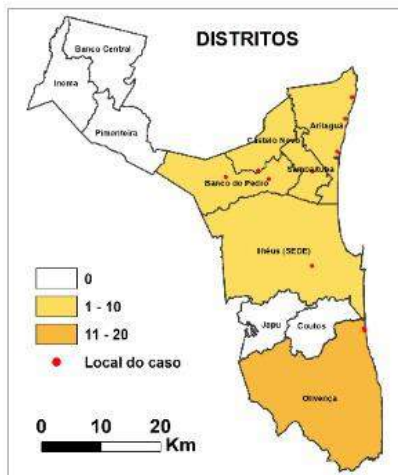 DISTRITOS
Banco Central
Inema
Pimenteira
Aritaguá
Castelo Novo
Sambaituba
Banco do Pedro
Ilhéus (SEDE)
0
1 - 10
11 - 20
Local do caso
Japu
Coutos
Olivença
0 10 20
Km